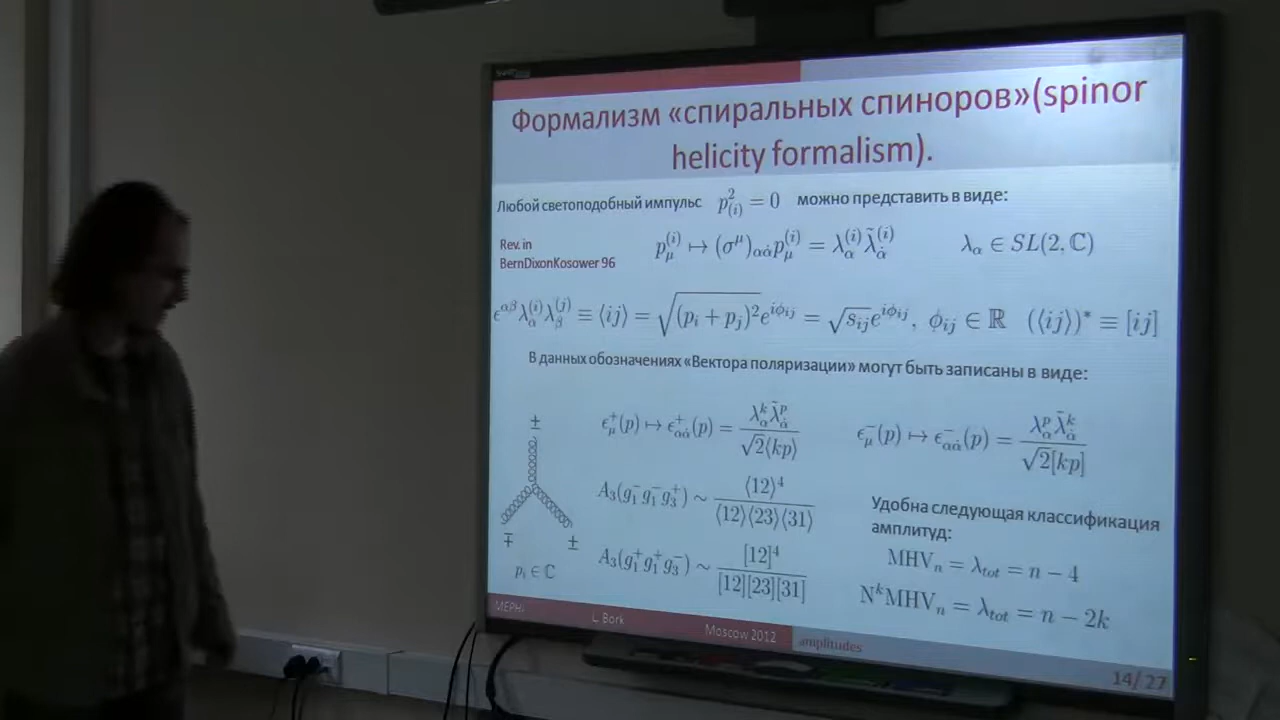 Формализм «спиральных спиноров»(spinor
helicity formalism).
Любой светоподобный импульс $p_{(i)}^2 = 0$ можно представить в виде:
Rev. in
BernDixonKosower 96
$p_\mu^{(i)} \mapsto (\sigma^\mu)_{\alpha\dot\alpha} p_\mu^{(i)} = \lambda_\alpha^{(i)} \tilde\lambda_{\dot\alpha}^{(i)}$ $\lambda_\alpha \in SL(2, \mathbb{C})$
$\epsilon^{\alpha\beta} \lambda_\alpha^{(i)} \lambda_\beta^{(j)} \equiv \langle ij \rangle = \sqrt{(p_i + p_j)^2} e^{i\phi_{ij}} = \sqrt{s_{ij}} e^{i\phi_{ij}}, \ \phi_{ij} \in \mathbb{R} \ (\langle ij \rangle)^* \equiv [ij]$
В данных обозначениях «Вектора поляризации» могут быть записаны в виде:
$\epsilon_\mu^+(p) \mapsto \epsilon_{\alpha\dot\alpha}^+(p) = \frac{\lambda_\alpha^k \tilde\lambda_{\dot\alpha}^p}{\sqrt{2}\langle kp \rangle}$ $\epsilon_\mu^-(p) \mapsto \epsilon_{\alpha\dot\alpha}^-(p) = \frac{\lambda_\alpha^p \tilde\lambda_{\dot\alpha}^k}{\sqrt{2}[kp]}$
±
∓ ±
$p_i \in \mathbb{C}$
$A_3(g_1^- g_1^- g_3^+) \sim \frac{\langle 12 \rangle^4}{\langle 12 \rangle \langle 23 \rangle \langle 31 \rangle}$
$A_3(g_1^+ g_1^+ g_3^-) \sim \frac{[12]^4}{[12][23][31]}$
Удобна следующая классификация
амплитуд:
$\mathrm{MHV}_n = \lambda_{tot} = n - 4$
$\mathrm{N}^k\mathrm{MHV}_n = \lambda_{tot} = n - 2k$
L. Bork Moscow 2012 amplitudes
14/ 27